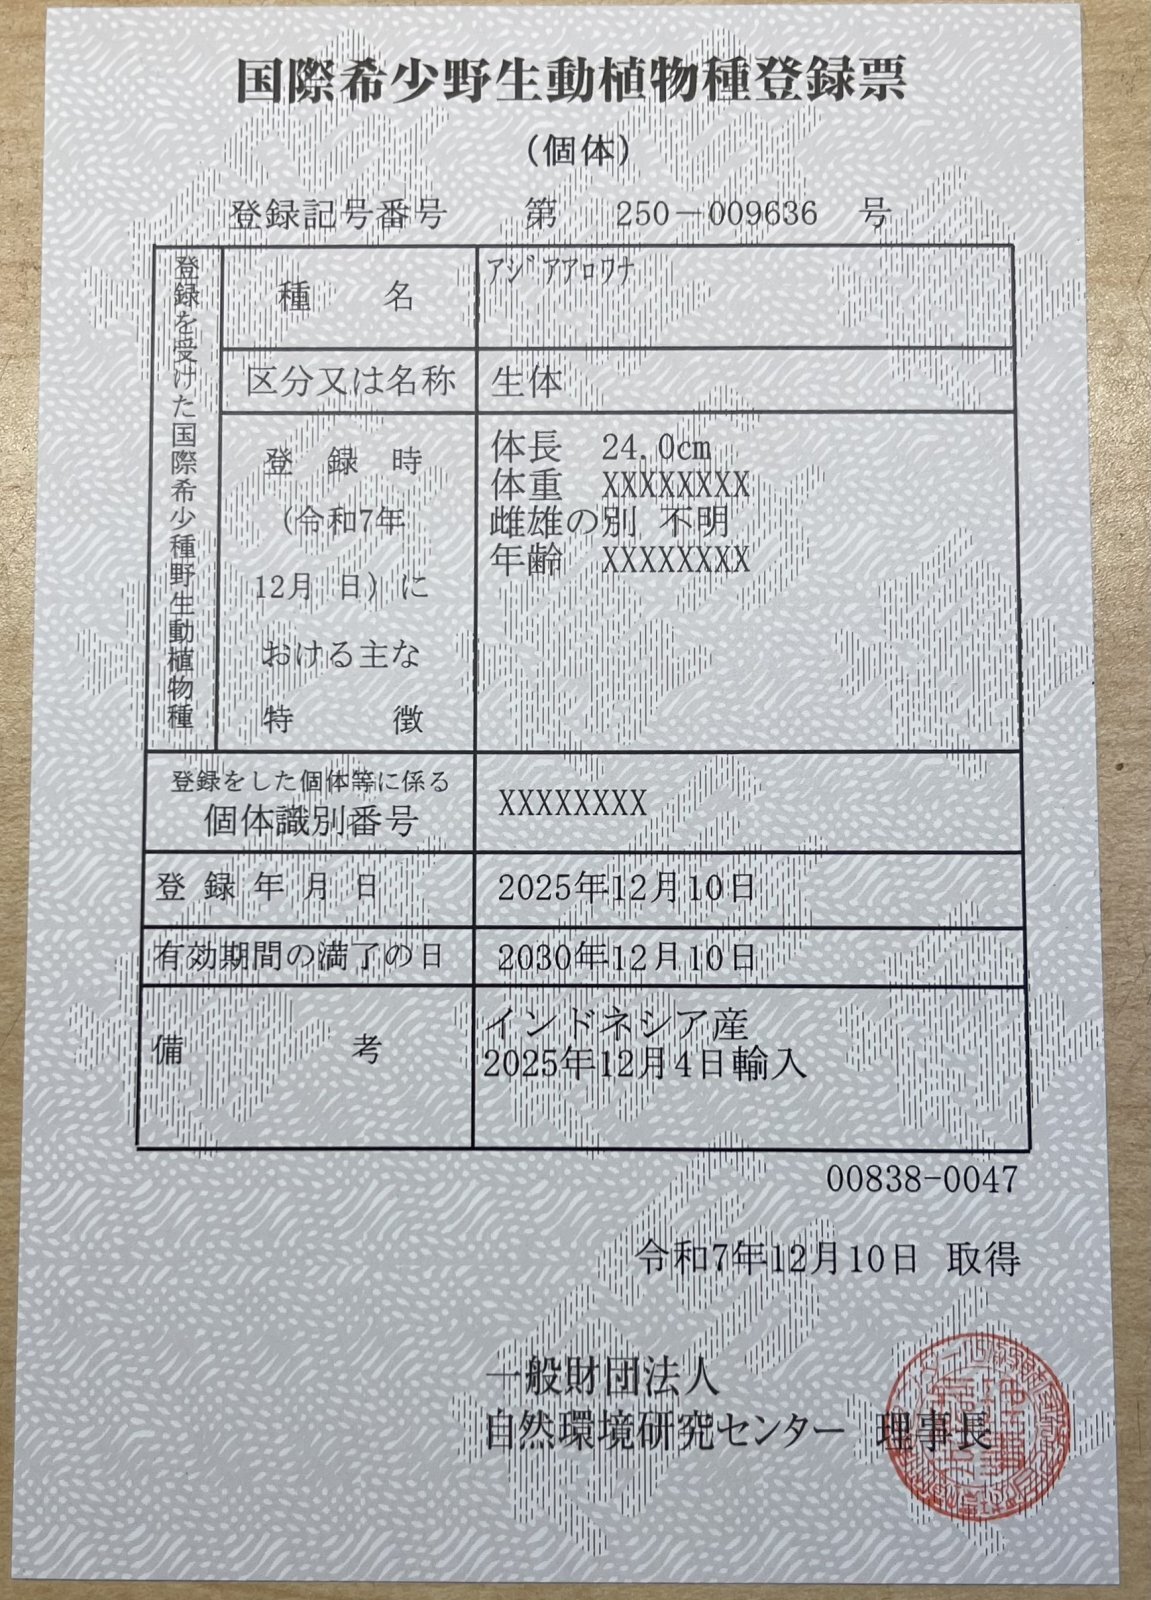 国際希少野生動植物種登録票
(個体)
登録記号番号 第 250－009636 号
登録を受けた国際希少種野生動植物種
種 名
ｱｼﾞｱｱﾛﾜﾅ
区分又は名称
生体
登 録 時
(令和7年
12月 日) に
おける主な
特 徴
体長 24.0cm
体重 XXXXXXXX
雌雄の別 不明
年齢 XXXXXXXX
登録をした個体等に係る
個体識別番号
XXXXXXXX
登 録 年 月 日
2025年12月10日
有効期間の満了の日
2030年12月10日
備 考
インドネシア産
2025年12月4日輸入
00838-0047
令和7年12月10日 取得
一般財団法人
自然環境研究センター 理事長